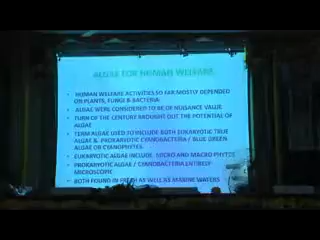 ALGAE FOR HUMAN WELFARE
• HUMAN WELFARE ACTIVITIES SO FAR MOSTLY DEPENDED
ON PLANTS, FUNGI & BACTERIA
• ALGAE WERE CONSIDERED TO BE OF NUISANCE VALUE
• TURN OF THE CENTURY BROUGHT OUT THE POTENTIAL OF
ALGAE
• TERM ALGAE USED TO INCLUDE BOTH EUKARYOTIC TRUE
ALGAE & PROKARYOTIC CYANOBACTERIA / BLUE GREEN
ALGAE OR CYANOPHYTES.
• EUKARYOTIC ALGAE INCLUDE MICRO AND MACRO PHYTES
• PROKARYOTIC ALGAE / CYANOBACTERIA ENTIRELY
MICROSCOPIC
• BOTH FOUND IN FRESH AS WELL AS MARINE WATERS